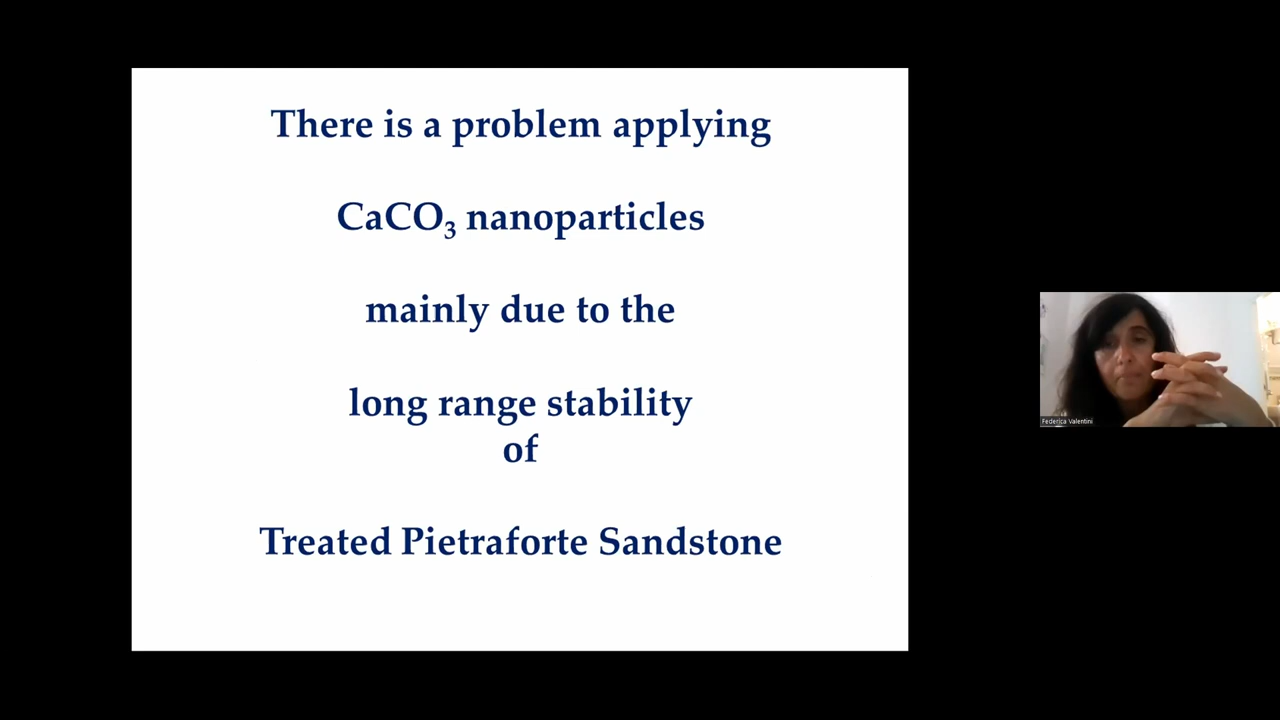 There is a problem applying
CaCO₃ nanoparticles
mainly due to the
long range stability
of
Treated Pietraforte Sandstone
Federica Valentini